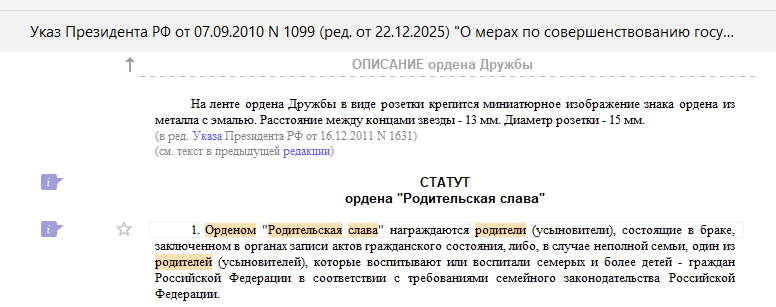 Указ Президента РФ от 07.09.2010 N 1099 (ред. от 22.12.2025) "О мерах по совершенствованию госу...
ОПИСАНИЕ ордена Дружбы
На ленте ордена Дружбы в виде розетки крепится миниатюрное изображение знака ордена из
металла с эмалью. Расстояние между концами звезды - 13 мм. Диаметр розетки - 15 мм.
(в ред. Указа Президента РФ от 16.12.2011 N 1631)
(см. текст в предыдущей редакции)
СТАТУТ
ордена "Родительская слава"
1. Орденом "Родительская слава" награждаются родители (усыновители), состоящие в браке,
заключенном в органах записи актов гражданского состояния, либо, в случае неполной семьи, один из
родителей (усыновителей), которые воспитывают или воспитали семерых и более детей - граждан
Российской Федерации в соответствии с требованиями семейного законодательства Российской
Федерации.